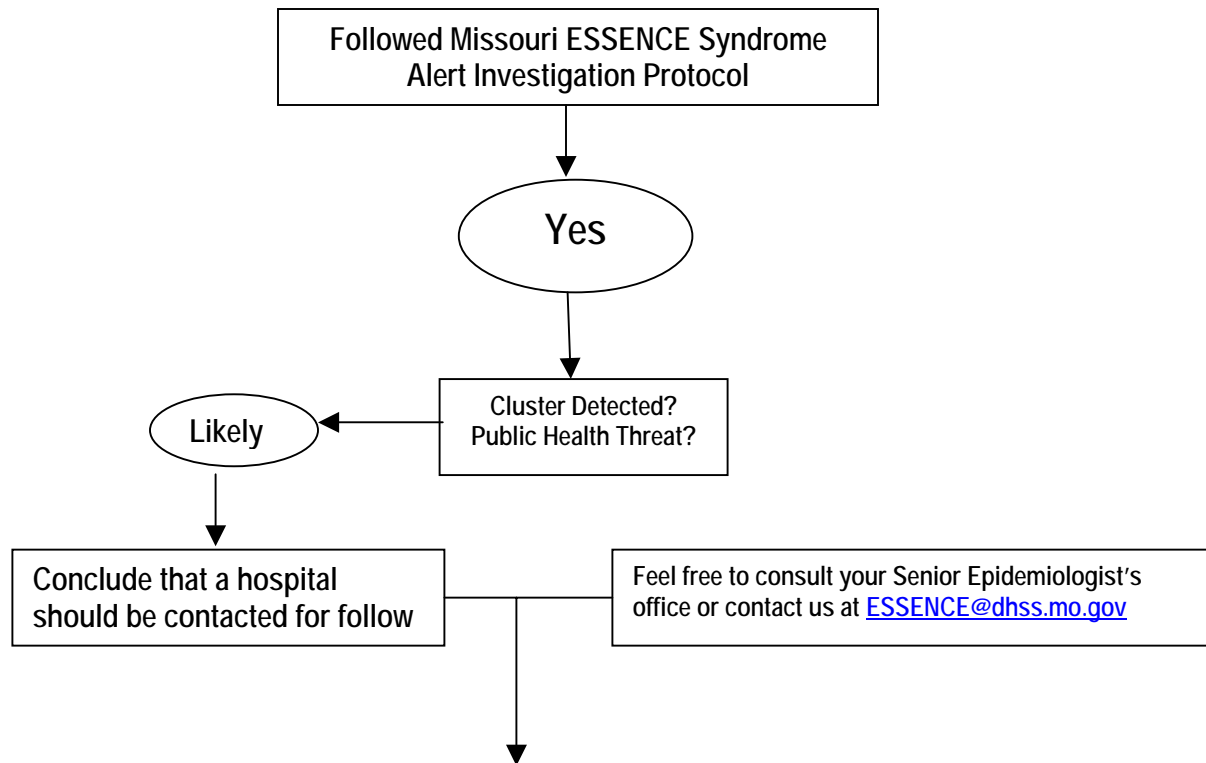 Followed Missouri ESSENCE Syndrome
Alert Investigation Protocol
Yes
Cluster Detected?
Public Health Threat?
Likely
Conclude that a hospital
should be contacted for follow
Feel free to consult your Senior Epidemiologist's
office or contact us at ESSENCE@dhss.mo.gov